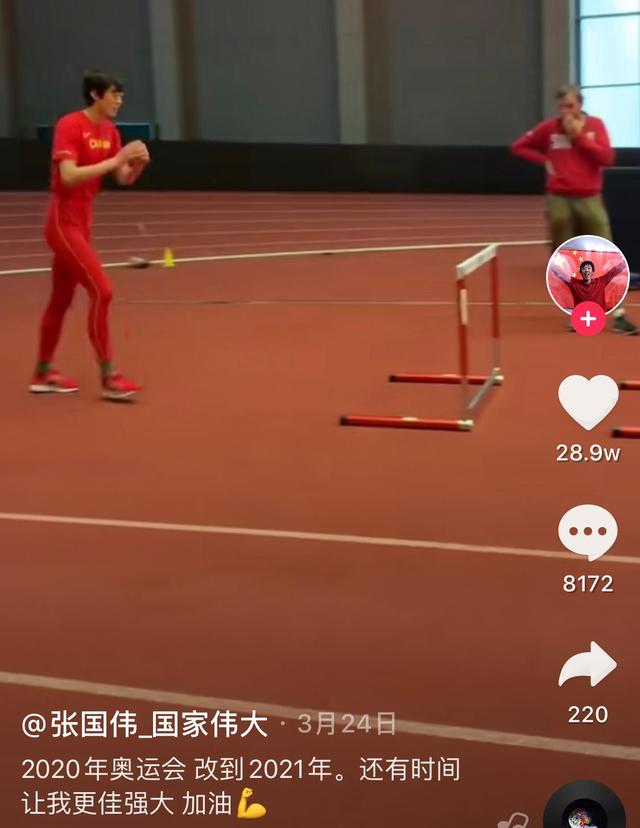 28.9w
8172
220
@张国伟_国家伟大 · 3月24日
2020年奥运会 改到2021年。还有时间
让我更佳强大 加油💪